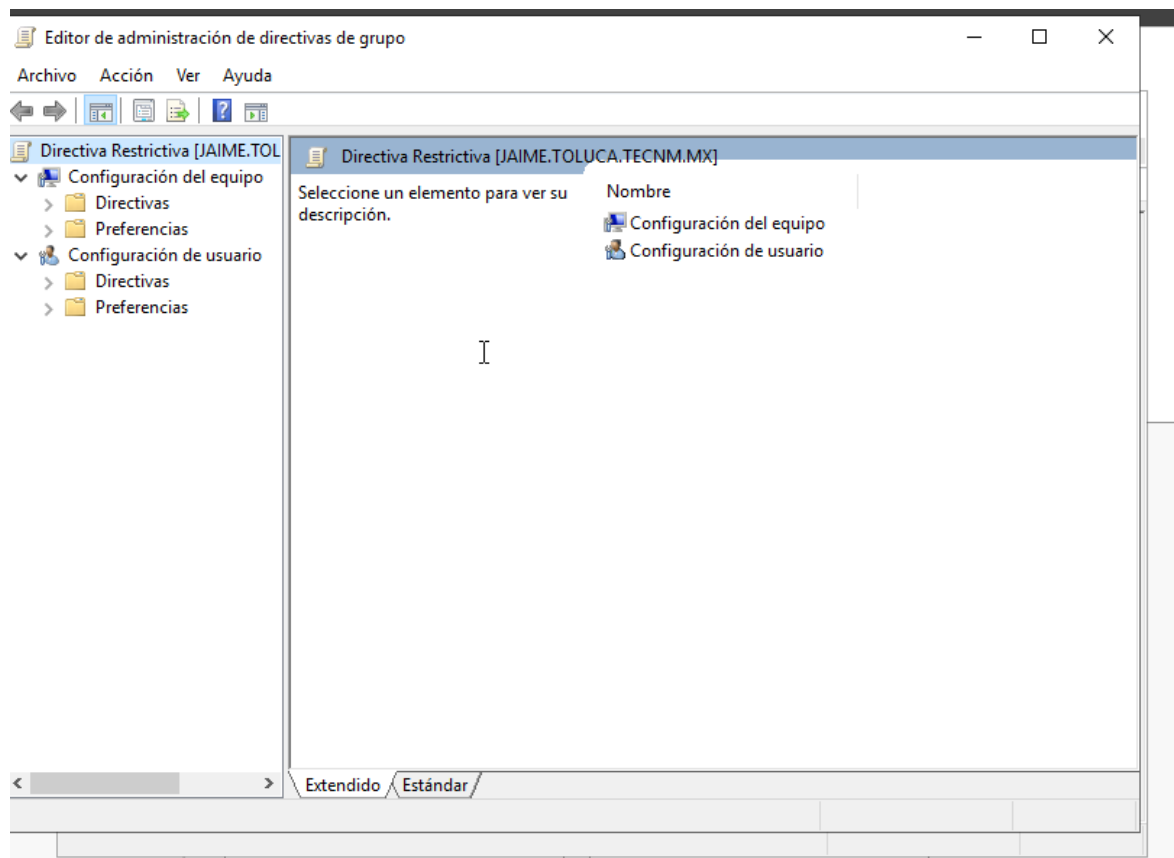 Editor de administración de directivas de grupo
Archivo Acción Ver Ayuda
Directiva Restrictiva [JAIME.TOL
Configuración del equipo
Directivas
Preferencias
Configuración de usuario
Directivas
Preferencias
Directiva Restrictiva [JAIME.TOLUCA.TECNM.MX]
Seleccione un elemento para ver su
descripción.
Nombre
Configuración del equipo
Configuración de usuario
Extendido Estándar